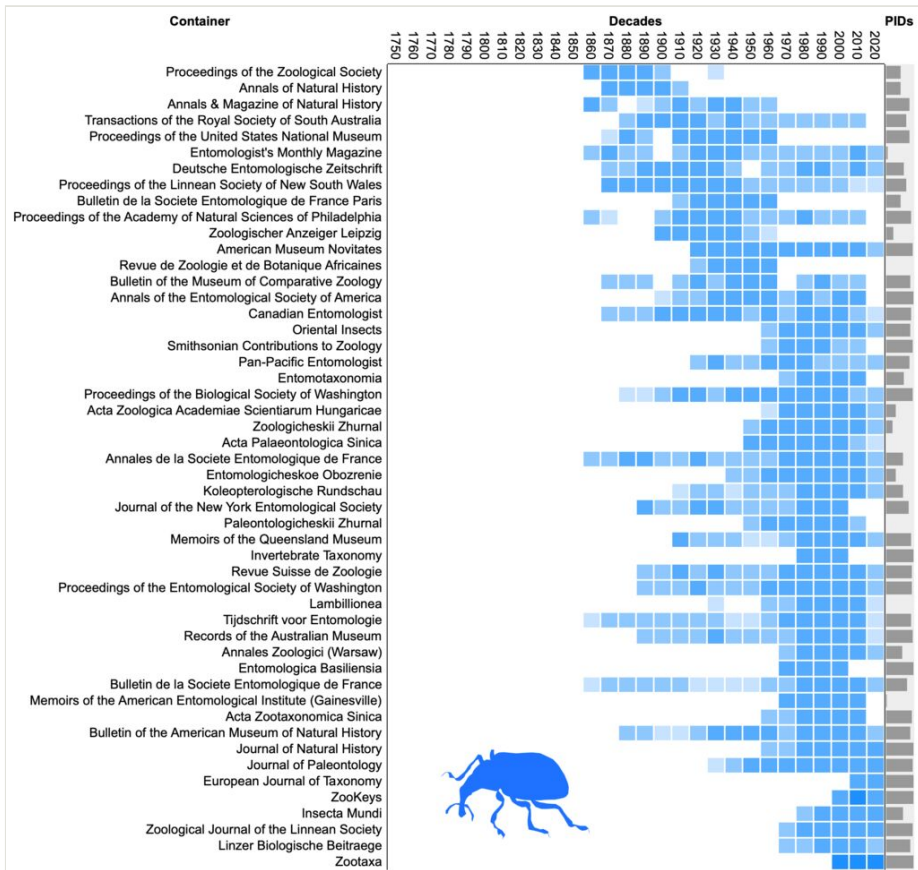 Container Decades PIDs
1750 1760 1770 1780 1790 1800 1810 1820 1830 1840 1850 1860 1870 1880 1890 1900 1910 1920 1930 1940 1950 1960 1970 1980 1990 2000 2010 2020
Proceedings of the Zoological Society
Annals of Natural History
Annals & Magazine of Natural History
Transactions of the Royal Society of South Australia
Proceedings of the United States National Museum
Entomologist's Monthly Magazine
Deutsche Entomologische Zeitschrift
Proceedings of the Linnean Society of New South Wales
Bulletin de la Societe Entomologique de France Paris
Proceedings of the Academy of Natural Sciences of Philadelphia
Zoologischer Anzeiger Leipzig
American Museum Novitates
Revue de Zoologie et de Botanique Africaines
Bulletin of the Museum of Comparative Zoology
Annals of the Entomological Society of America
Canadian Entomologist
Oriental Insects
Smithsonian Contributions to Zoology
Pan-Pacific Entomologist
Entomotaxonomia
Proceedings of the Biological Society of Washington
Acta Zoologica Academiae Scientiarum Hungaricae
Zoologicheskii Zhurnal
Acta Palaeontologica Sinica
Annales de la Societe Entomologique de France
Entomologicheskoe Obozrenie
Koleopterologische Rundschau
Journal of the New York Entomological Society
Paleontologicheskii Zhurnal
Memoirs of the Queensland Museum
Invertebrate Taxonomy
Revue Suisse de Zoologie
Proceedings of the Entomological Society of Washington
Lambillionea
Tijdschrift voor Entomologie
Records of the Australian Museum
Annales Zoologici (Warsaw)
Entomologica Basiliensia
Bulletin de la Societe Entomologique de France
Memoirs of the American Entomological Institute (Gainesville)
Acta Zootaxonomica Sinica
Bulletin of the American Museum of Natural History
Journal of Natural History
Journal of Paleontology
European Journal of Taxonomy
ZooKeys
Insecta Mundi
Zoological Journal of the Linnean Society
Linzer Biologische Beitraege
Zootaxa